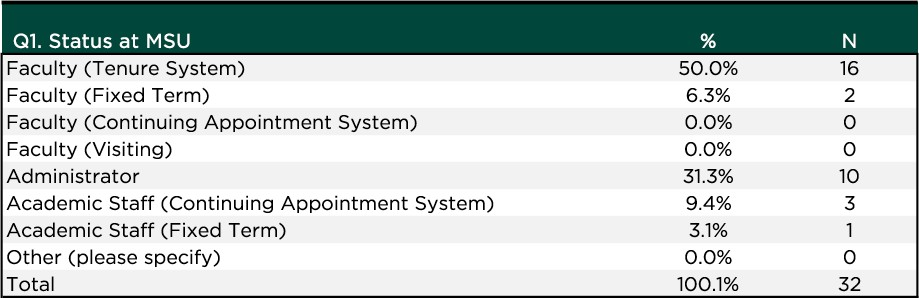 Q1. Status at MSU % N
Faculty (Tenure System) 50.0% 16
Faculty (Fixed Term) 6.3% 2
Faculty (Continuing Appointment System) 0.0% 0
Faculty (Visiting) 0.0% 0
Administrator 31.3% 10
Academic Staff (Continuing Appointment System) 9.4% 3
Academic Staff (Fixed Term) 3.1% 1
Other (please specify) 0.0% 0
Total 100.1% 32